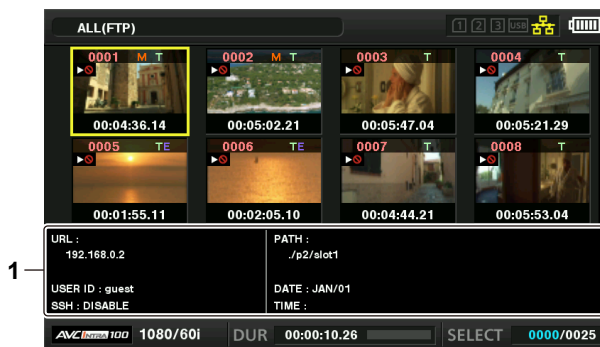 ALL(FTP)
1 2 3 USB
0001 M T
0002 M T
0003 T
0004 T
00:04:36.14
00:05:02.21
00:05:47.04
00:05:21.29
0005 TE
0006 TE
0007 T
0008 T
00:01:55.11
00:02:05.10
00:04:44.21
00:05:53.04
1
URL :
192.168.0.2
USER ID : guest
SSH : DISABLE
PATH :
./p2/slot1
DATE : JAN/01
TIME :
AVC INTRA 100 1080/60i DUR 00:00:10.26 SELECT 0000/0025